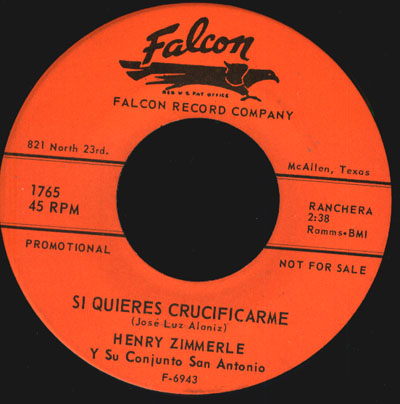 Falcon
REG U.S. PAT OFFICE
FALCON RECORD COMPANY
821 North 23rd.
McAllen, Texas
1765
45 RPM
RANCHERA
2:38
Ramms•BMI
PROMOTIONAL
NOT FOR SALE
SI QUIERES CRUCIFICARME
(José Luz Alaniz)
HENRY ZIMMERLE
Y Su Conjunto San Antonio
F-6943